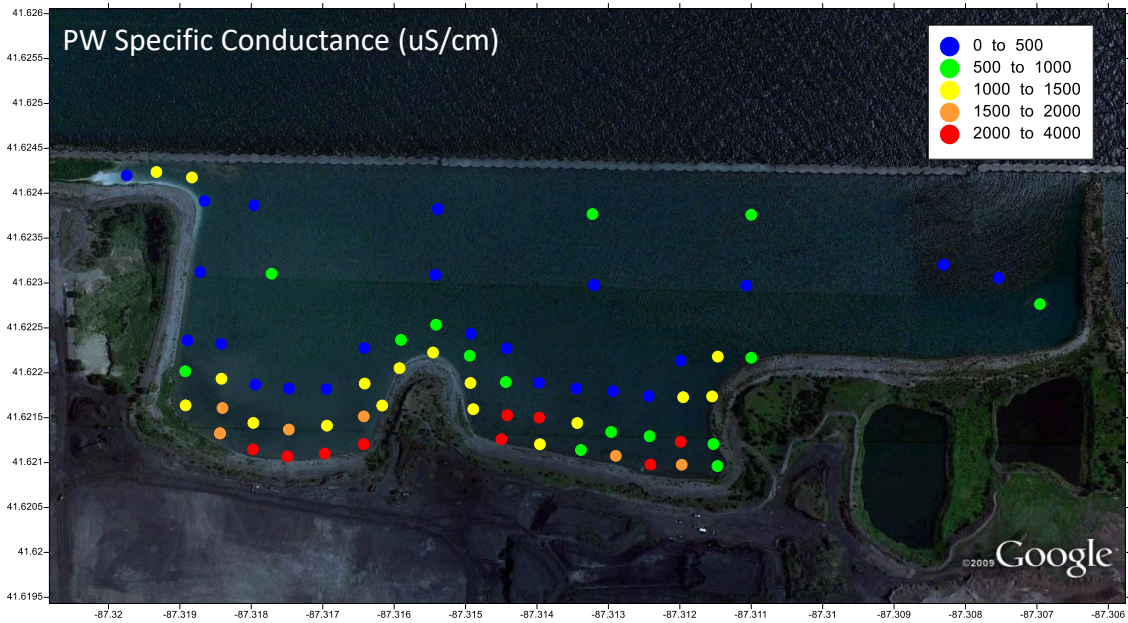 PW Specific Conductance (uS/cm)
0 to 500
500 to 1000
1000 to 1500
1500 to 2000
2000 to 4000
41.626
41.6255
41.625
41.6245
41.624
41.6235
41.623
41.6225
41.622
41.6215
41.621
41.6205
41.62
41.6195
©2009 Google
-87.32 -87.319 -87.318 -87.317 -87.316 -87.315 -87.314 -87.313 -87.312 -87.311 -87.31 -87.309 -87.308 -87.307 -87.306